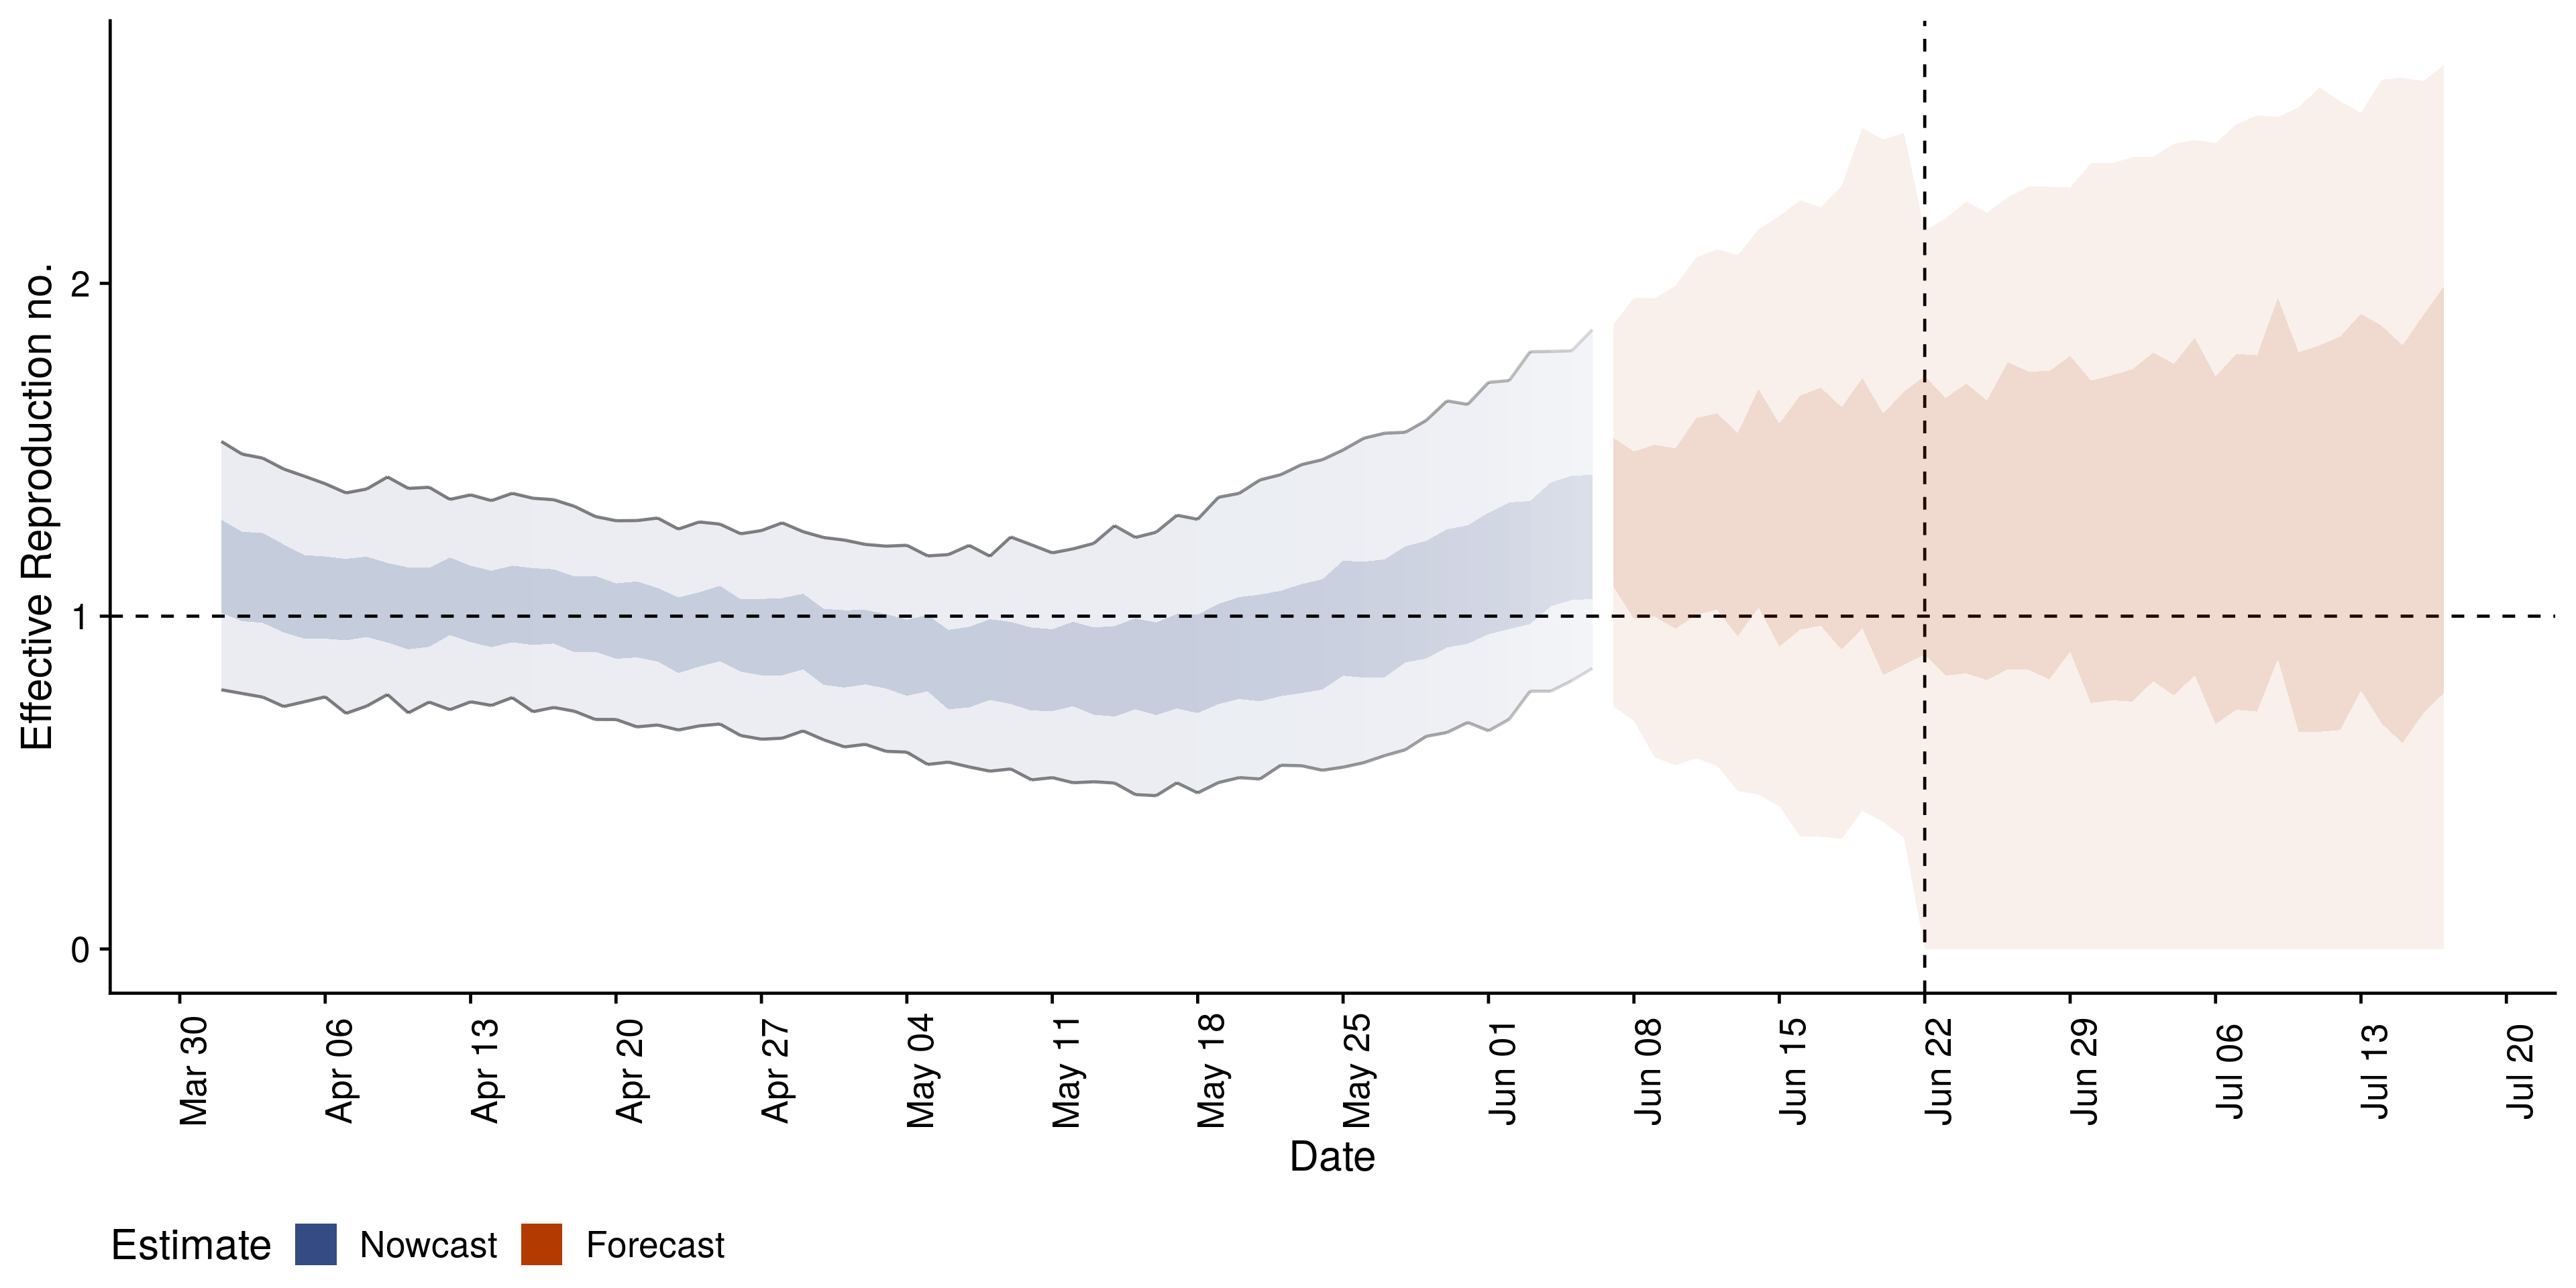 Effective Reproduction no.
2
1
0
Mar 30
Apr 06
Apr 13
Apr 20
Apr 27
May 04
May 11
May 18
May 25
Jun 01
Jun 08
Jun 15
Jun 22
Jun 29
Jul 06
Jul 13
Jul 20
Date
Estimate Nowcast Forecast